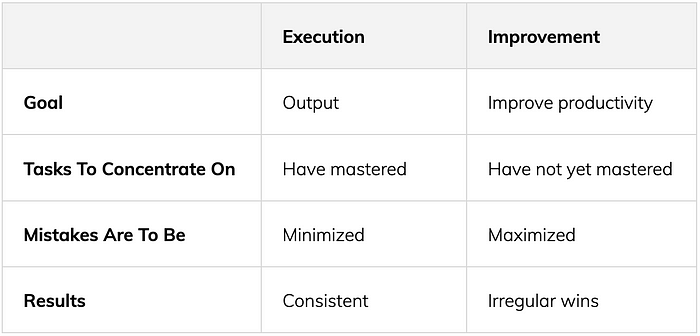 Execution Improvement
Goal Output Improve productivity
Tasks To Concentrate On Have mastered Have not yet mastered
Mistakes Are To Be Minimized Maximized
Results Consistent Irregular wins